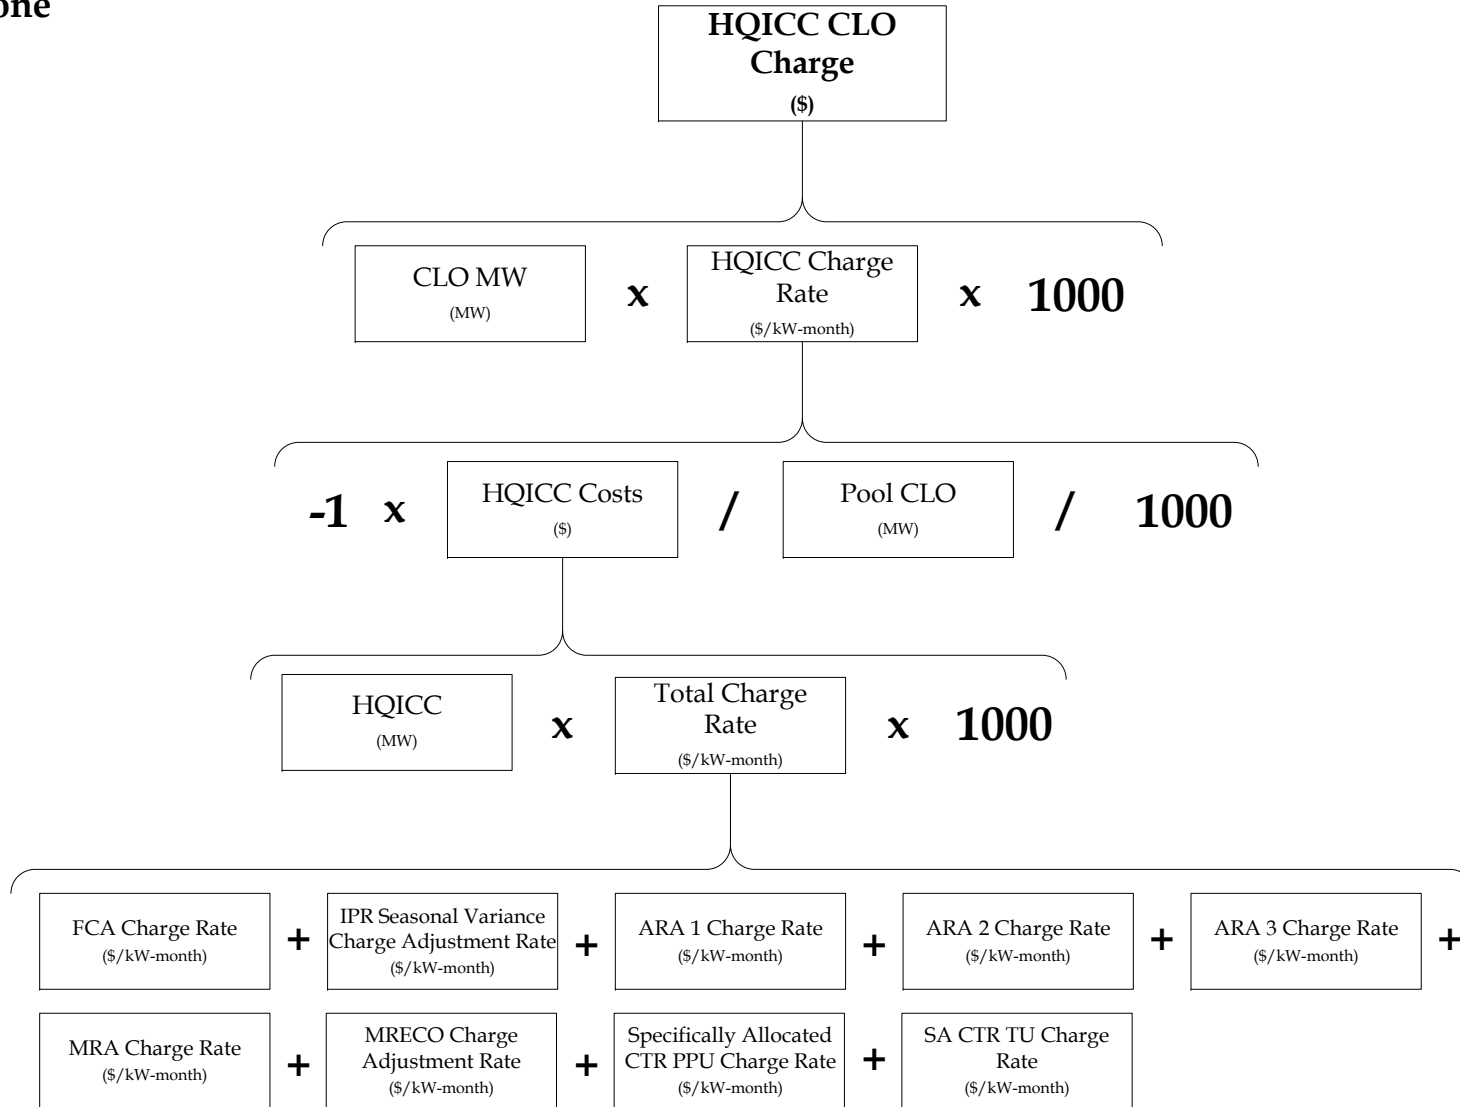 one
HQICC CLO
Charge
($)
CLO MW
(MW)
x
HQICC Charge
Rate
($/kW-month)
x
1000
-1
x
HQICC Costs
($)
/
Pool CLO
(MW)
/
1000
HQICC
(MW)
x
Total Charge
Rate
($/kW-month)
x
1000
FCA Charge Rate
($/kW-month)
+
IPR Seasonal Variance
Charge Adjustment Rate
($/kW-month)
+
ARA 1 Charge Rate
($/kW-month)
+
ARA 2 Charge Rate
($/kW-month)
+
ARA 3 Charge Rate
($/kW-month)
+
MRA Charge Rate
($/kW-month)
+
MRECO Charge
Adjustment Rate
($/kW-month)
+
Specifically Allocated
CTR PPU Charge Rate
($/kW-month)
+
SA CTR TU Charge
Rate
($/kW-month)